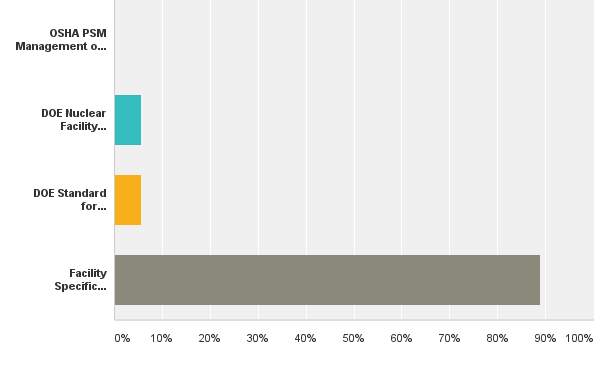 OSHA PSM
Management o...
DOE Nuclear
Facility...
DOE Standard
for...
Facility
Specific...
0% 10% 20% 30% 40% 50% 60% 70% 80% 90% 100%